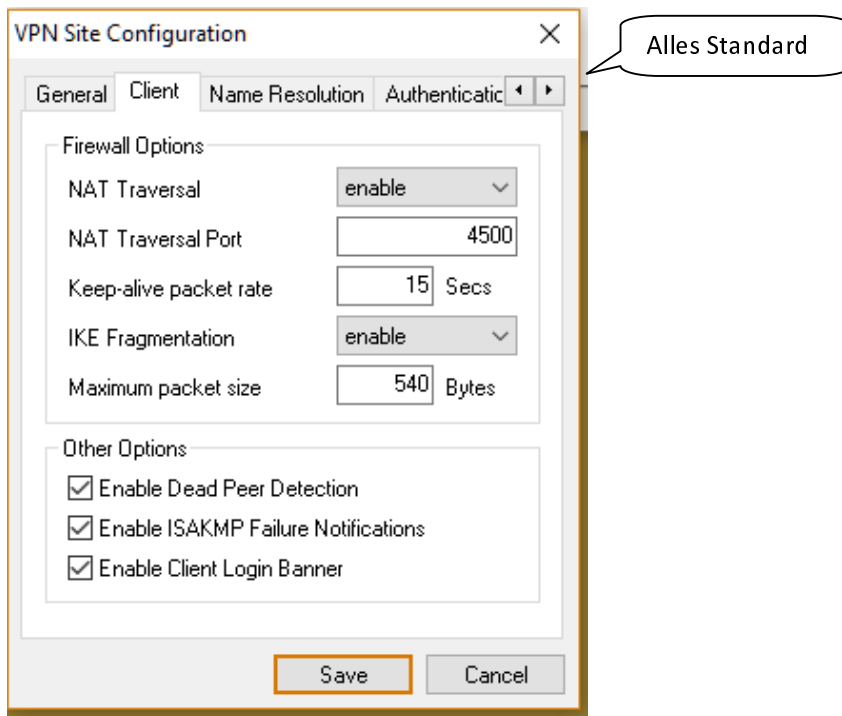 VPN Site Configuration
Alles Standard
General Client Name Resolution Authenticatic
Firewall Options
NAT Traversal enable
NAT Traversal Port 4500
Keep-alive packet rate 15 Secs
IKE Fragmentation enable
Maximum packet size 540 Bytes
Other Options
Enable Dead Peer Detection
Enable ISAKMP Failure Notifications
Enable Client Login Banner
Save Cancel